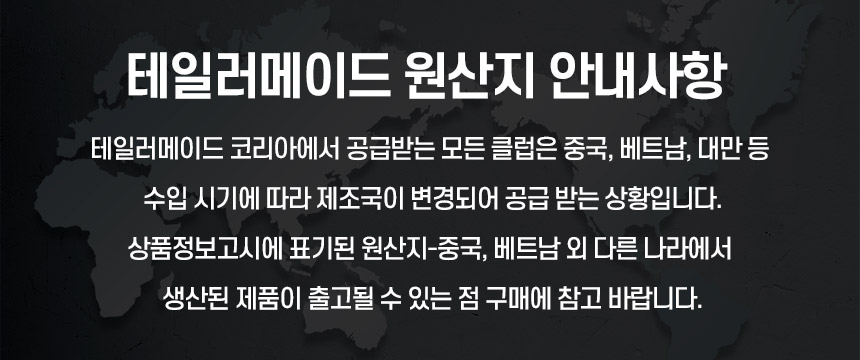 테일러메이드 원산지 안내사항
테일러메이드 코리아에서 공급받는 모든 클럽은 중국, 베트남, 대만 등
수입 시기에 따라 제조국이 변경되어 공급 받는 상황입니다.
상품정보고시에 표기된 원산지-중국, 베트남 외 다른 나라에서
생산된 제품이 출고될 수 있는 점 구매에 참고 바랍니다.